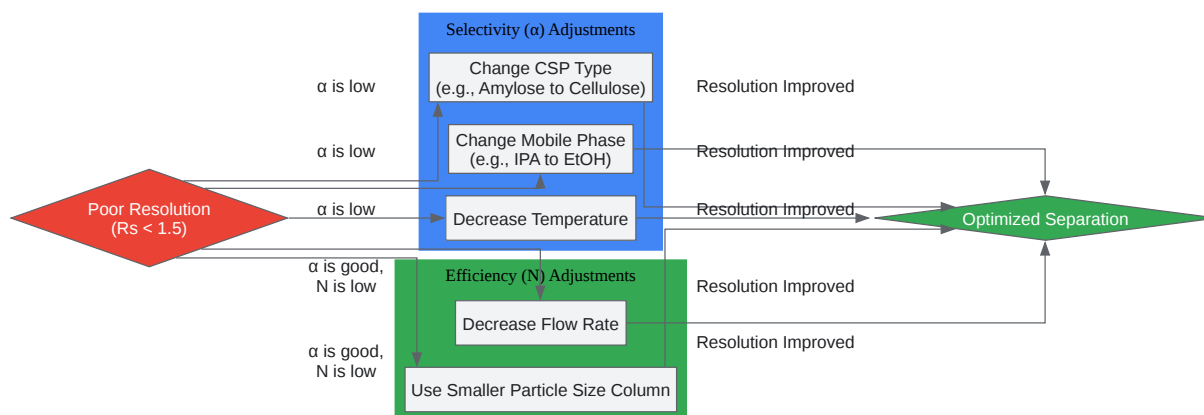 Selectivity (α) Adjustments
Change CSP Type
(e.g., Amylose to Cellulose)
α is low
Resolution Improved
Change Mobile Phase
(e.g., IPA to EtOH)
α is low
Resolution Improved
Poor Resolution
(Rs < 1.5)
α is low
Decrease Temperature
Resolution Improved
Optimized Separation
α is good,
N is low
Efficiency (N) Adjustments
Resolution Improved
Decrease Flow Rate
Resolution Improved
α is good,
N is low
Use Smaller Particle Size Column